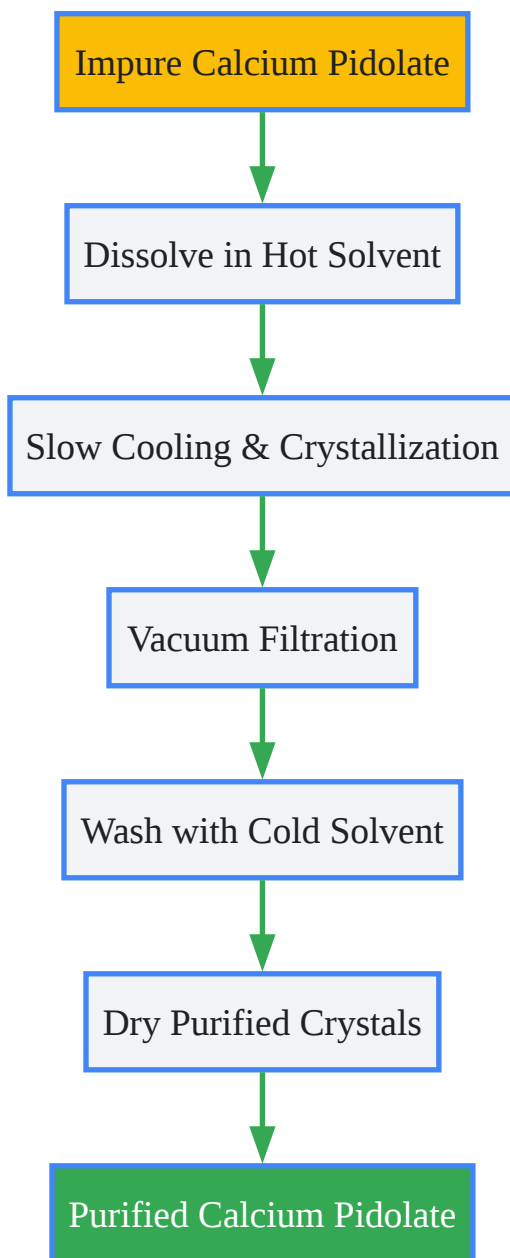 Impure Calcium Pidolate
Dissolve in Hot Solvent
Slow Cooling & Crystallization
Vacuum Filtration
Wash with Cold Solvent
Dry Purified Crystals
Purified Calcium Pidolate